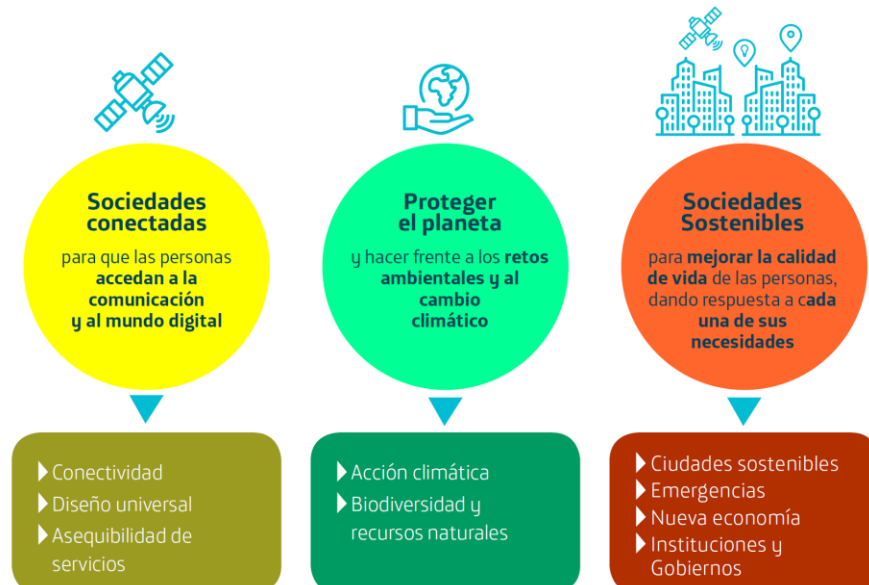 Sociedades
conectadas
para que las personas
accedan a la
comunicación
y al mundo digital
Conectividad
Diseño universal
Asequibilidad de
servicios
Proteger
el planeta
y hacer frente a los retos
ambientales y al
cambio
climático
Acción climática
Biodiversidad y
recursos naturales
Sociedades
Sostenibles
para mejorar la calidad
de vida de las personas,
dando respuesta a cada
una de sus
necesidades
Ciudades sostenibles
Emergencias
Nueva economía
Instituciones y
Gobiernos